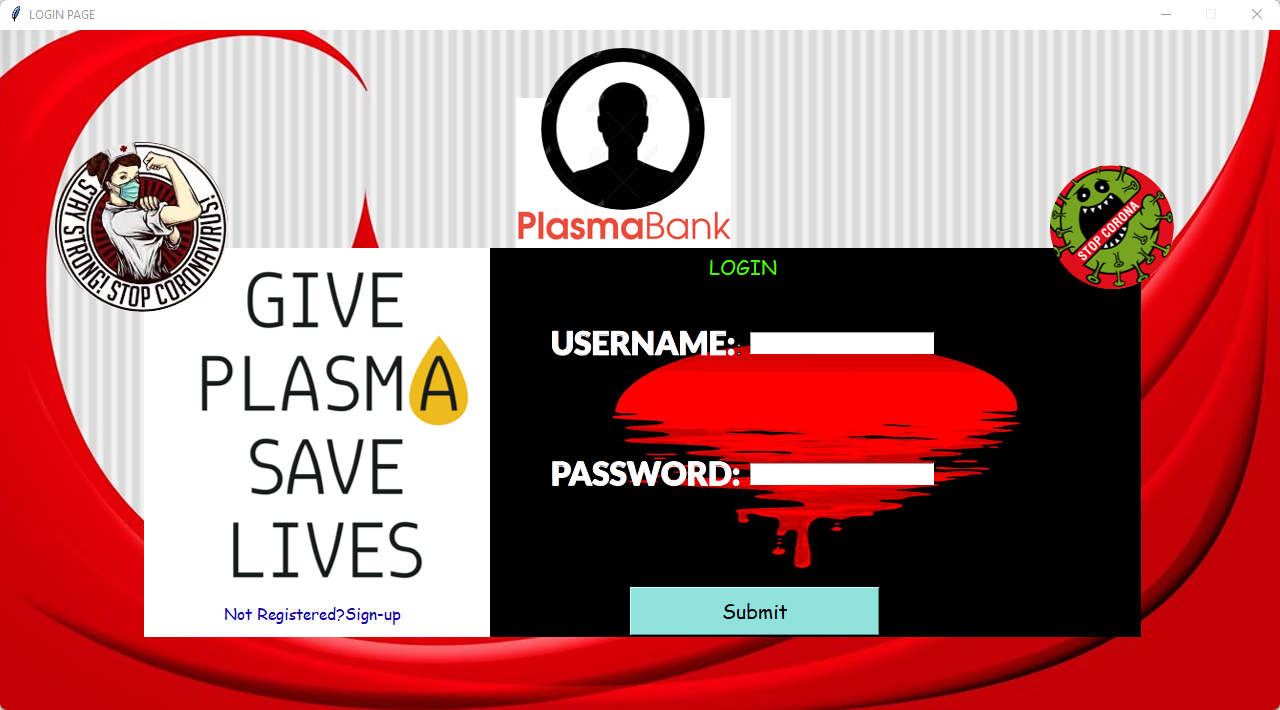 LOGIN PAGE
STAY STRONG! STOP CORONAVIRUS!
PlasmaBank
STOP CORONA
GIVE
PLASMA
SAVE
LIVES
Not Registered?Sign-up
LOGIN
USERNAME:
PASSWORD:
Submit